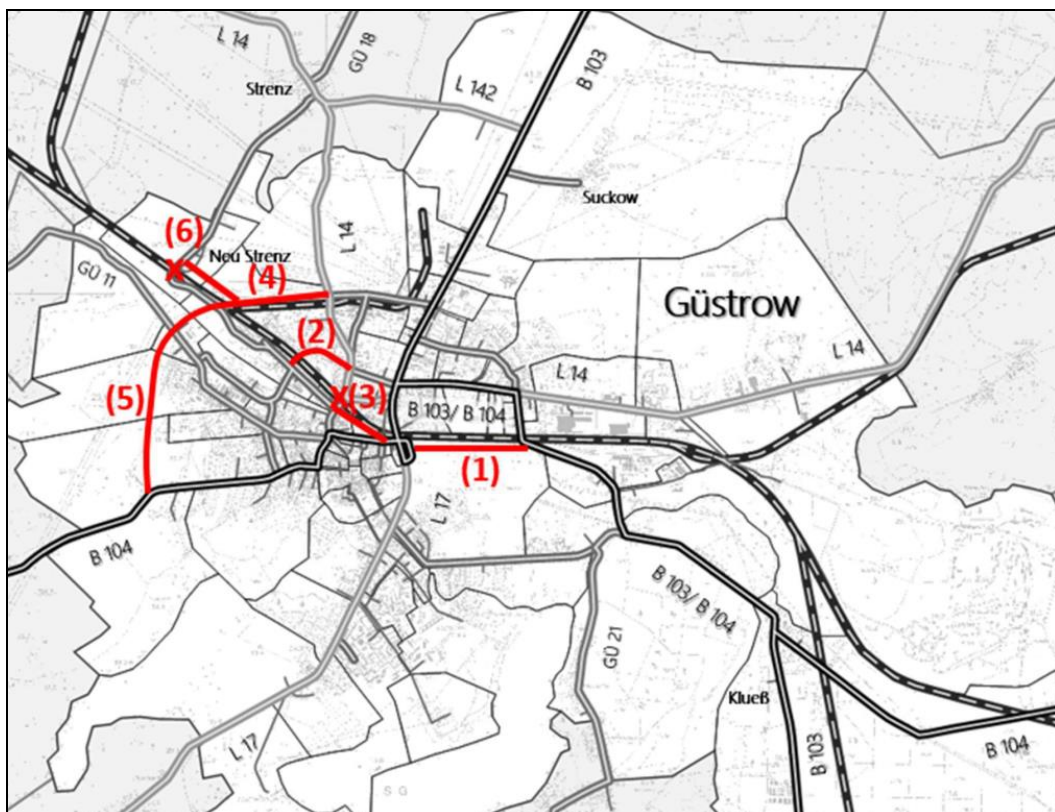 L 14
GÜ 18
Strenz
L 142
B 103
Suckow
(6)
Neu Strenz
L 14
GÜ 11
(4)
Güstrow
(2)
L 14
(5)
(3)
L 14
B 103/ B 104
(1)
L 17
B 104
B 103/ B 104
GÜ 21
Klueß
L 17
B 103
B 104
S G